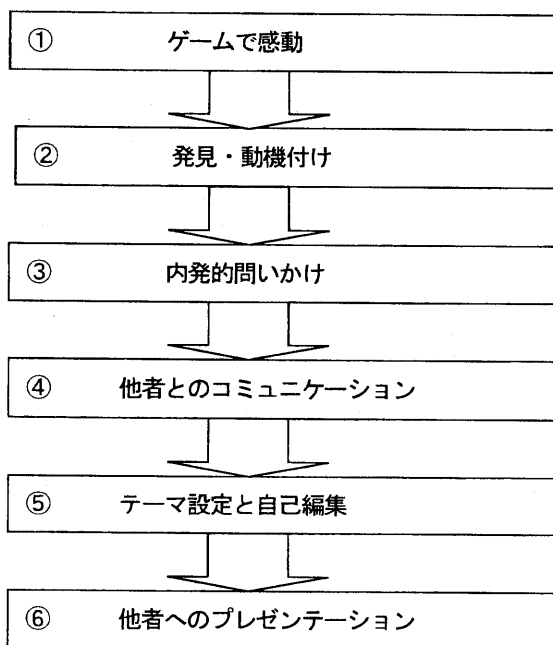 ① ゲームで感動
② 発見・動機付け
③ 内発的問いかけ
④ 他者とのコミュニケーション
⑤ テーマ設定と自己編集
⑥ 他者へのプレゼンテーション